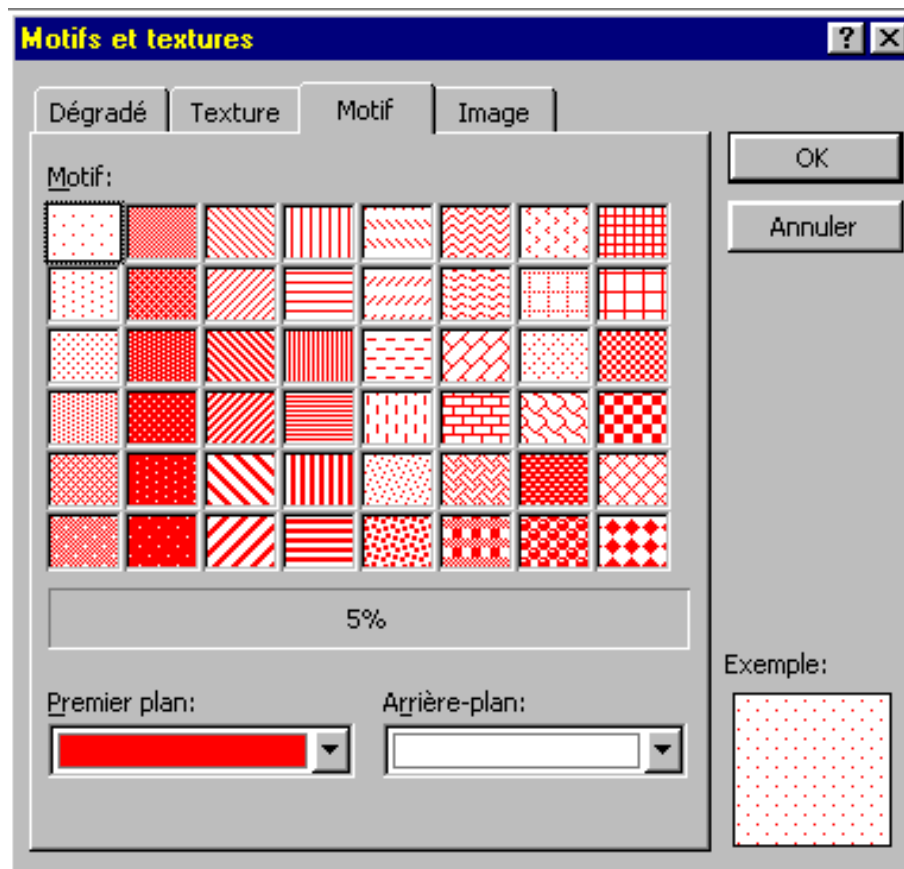 Motifs et textures
Dégradé Texture Motif Image
OK
Motif:
Annuler
5%
Exemple:
Premier plan: Arrière-plan: